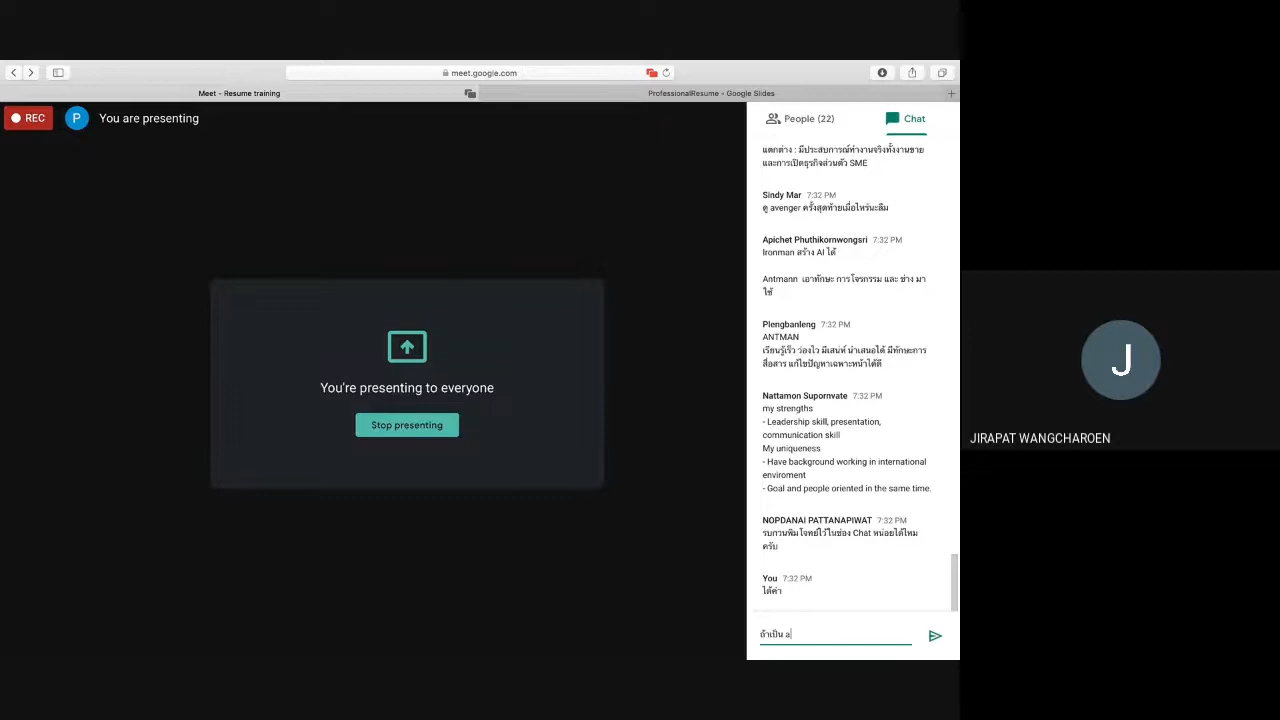 meet.google.com
Meet - Resume training
ProfessionalResume - Google Slides
REC
P
You are presenting
People (22)
Chat
แตกต่าง : มีประสบการณ์ทำงานจริงทั้งงานขาย
และการเปิดธุรกิจส่วนตัว SME
Sindy Mar 7:32 PM
ดู avenger ครั้งสุดท้ายเมื่อไหร่นะลืม
Apichet Phuthikornwongsri 7:32 PM
Ironman สร้าง AI ได้
Antmann เอาทักษะ การโจรกรรม และ ช่าง มา
ใช้
Plengbanleng 7:32 PM
ANTMAN
เรียนรู้เร็ว ว่องไว มีเสน่ห์ นำเสนอได้ มีทักษะการ
สื่อสาร แก้ไขปัญหาเฉพาะหน้าได้ดี
Nattamon Supornvate 7:32 PM
my strengths
- Leadership skill, presentation,
communication skill
My uniqueness
- Have background working in international
enviroment
- Goal and people oriented in the same time.
NOPDANAI PATTANAPIWAT 7:32 PM
รบกวนพิมโจทย์ไว้ในช่อง Chat หน่อยได้ไหม
ครับ
You 7:32 PM
ได้ค่า
ถ้าเป็น a
You're presenting to everyone
Stop presenting
J
JIRAPAT WANGCHAROEN